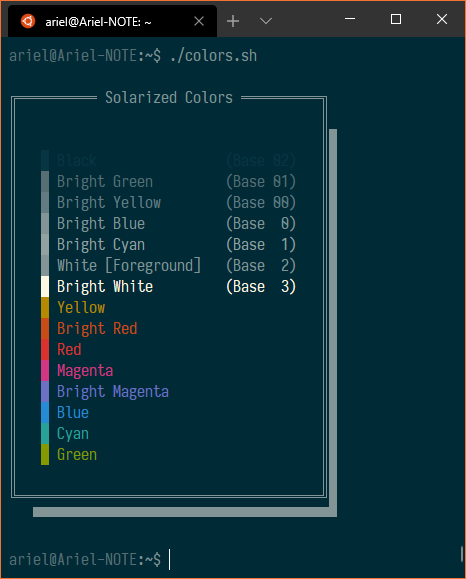 ariel@Ariel-NOTE: ~
ariel@Ariel-NOTE:~$ ./colors.sh
Solarized Colors
Black (Base 02)
Bright Green (Base 01)
Bright Yellow (Base 00)
Bright Blue (Base 0)
Bright Cyan (Base 1)
White [Foreground] (Base 2)
Bright White (Base 3)
Yellow
Bright Red
Red
Magenta
Bright Magenta
Blue
Cyan
Green
ariel@Ariel-NOTE:~$